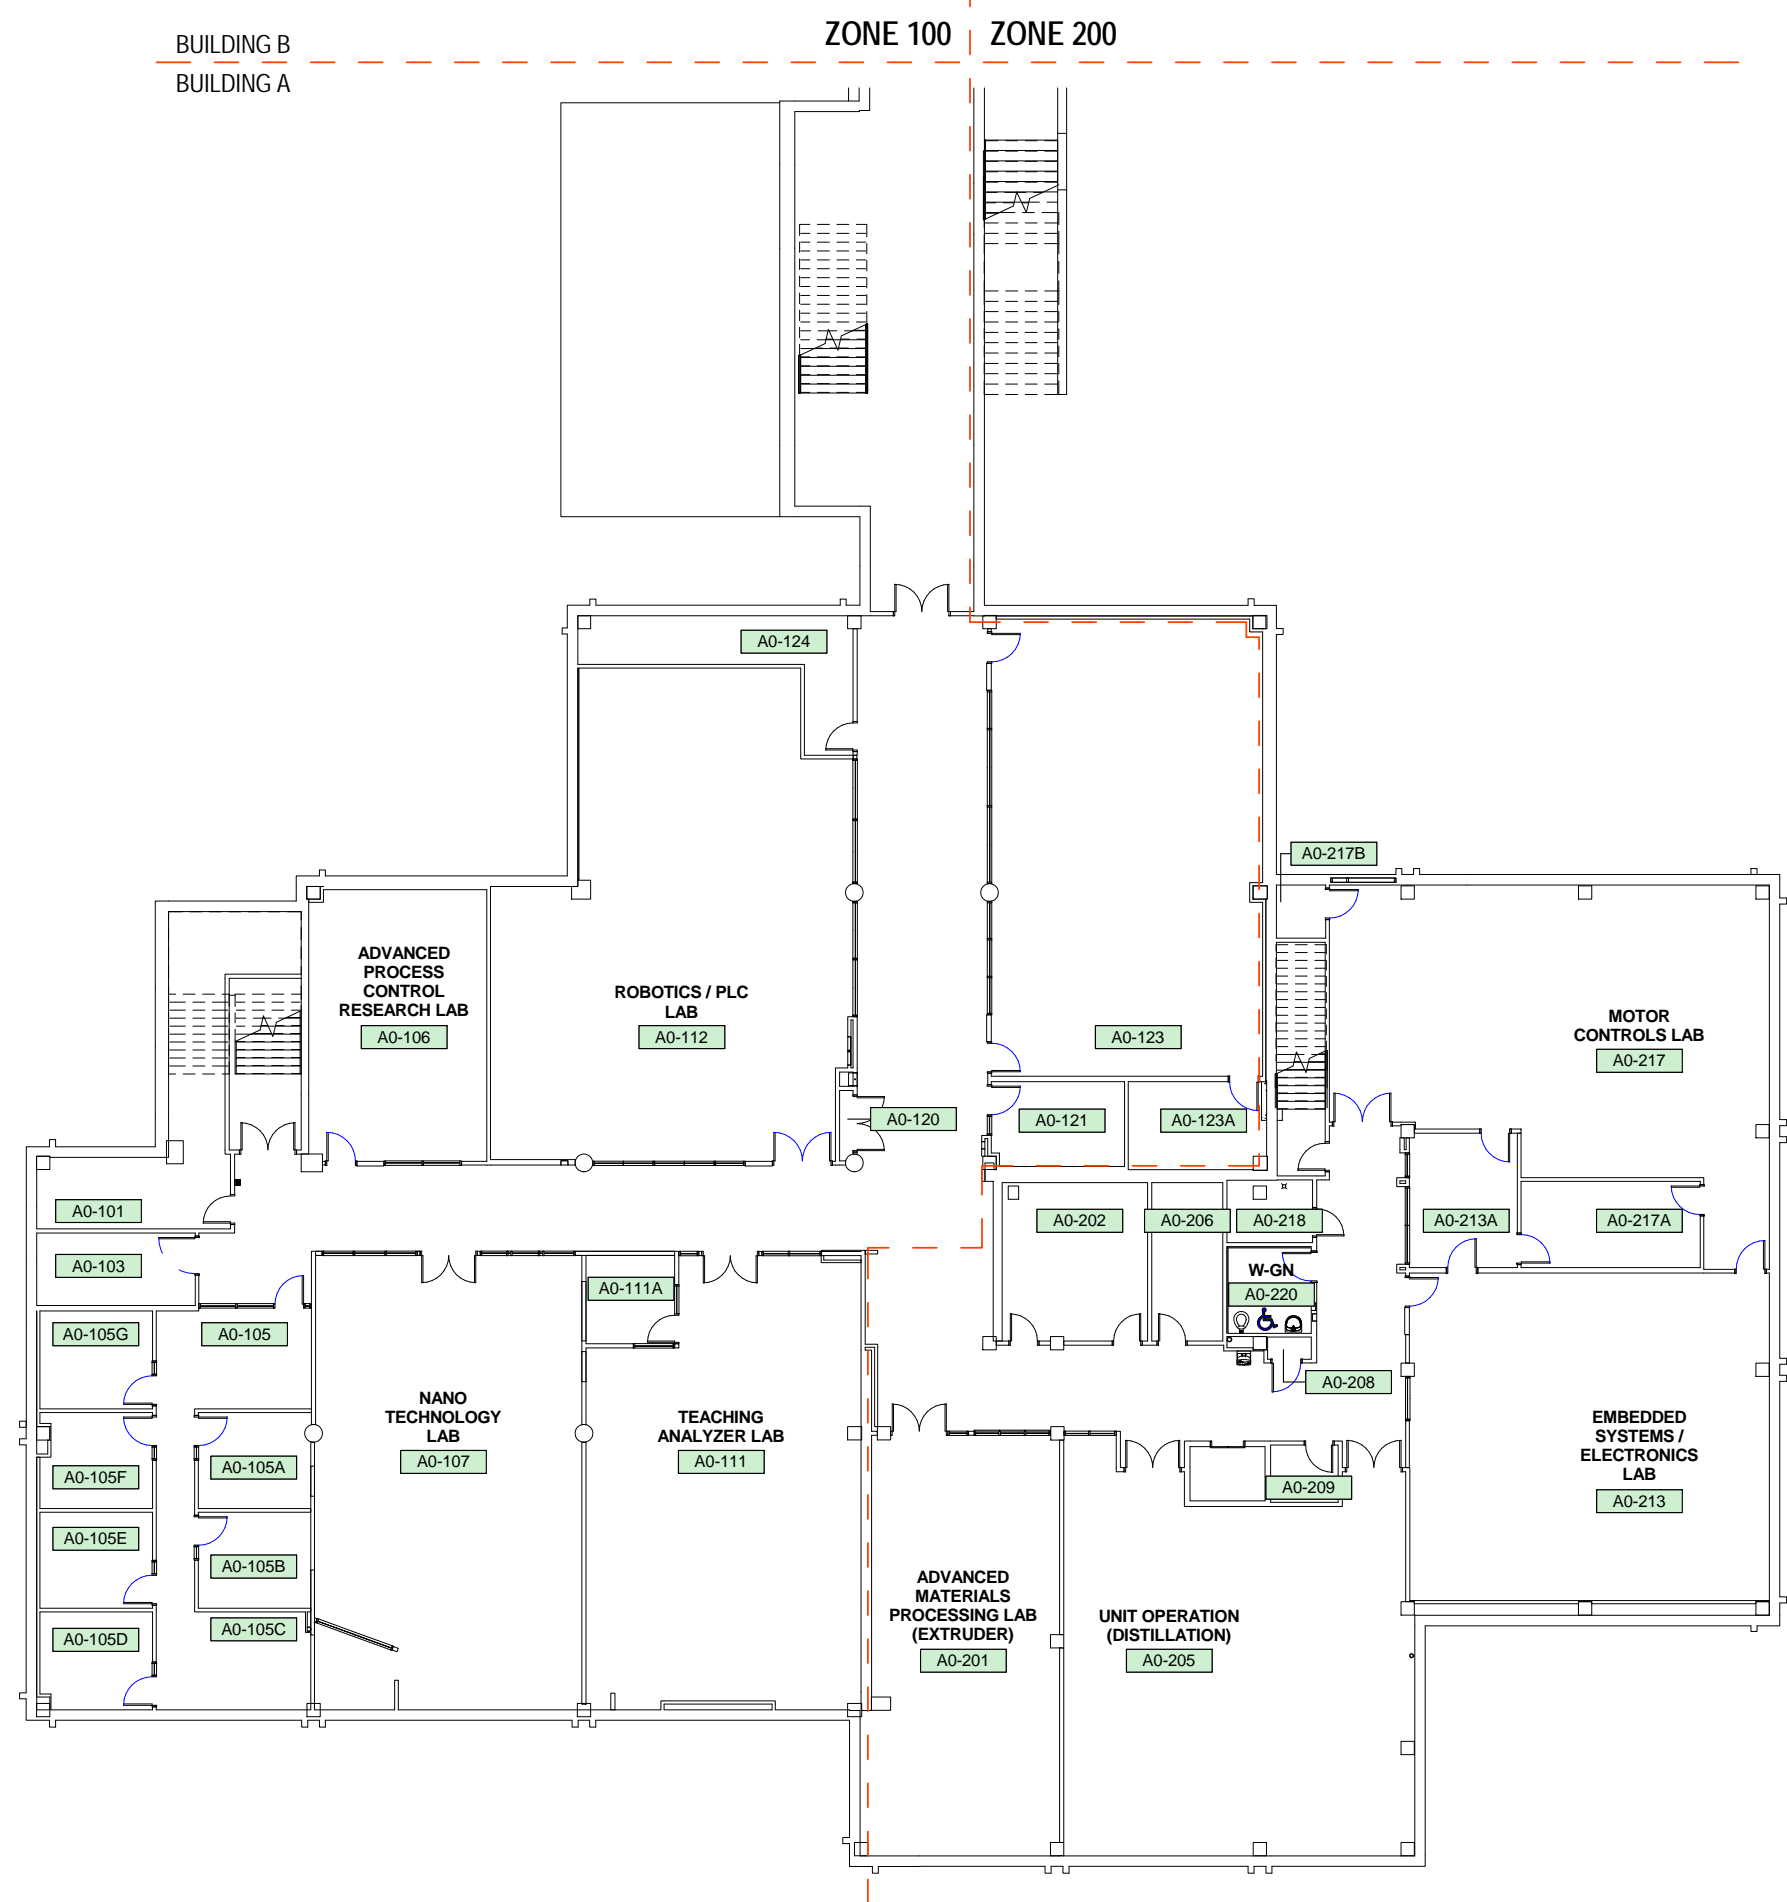 ZONE 100
ZONE 200
BUILDING B
BUILDING A
A0-124
A0-217B
ADVANCED
PROCESS
CONTROL
RESEARCH LAB
A0-106
ROBOTICS / PLC
LAB
A0-112
A0-123
MOTOR
CONTROLS LAB
A0-217
A0-120
A0-121
A0-123A
A0-101
A0-202
A0-206
A0-218
A0-213A
A0-217A
A0-103
W-GN
A0-220
A0-111A
A0-105G
A0-105
A0-208
NANO
TECHNOLOGY
LAB
A0-107
TEACHING
ANALYZER LAB
A0-111
EMBEDDED
SYSTEMS /
ELECTRONICS
LAB
A0-213
A0-105F
A0-105A
A0-209
A0-105E
A0-105B
A0-105D
A0-105C
ADVANCED
MATERIALS
PROCESSING LAB
(EXTRUDER)
A0-201
UNIT OPERATION
(DISTILLATION)
A0-205